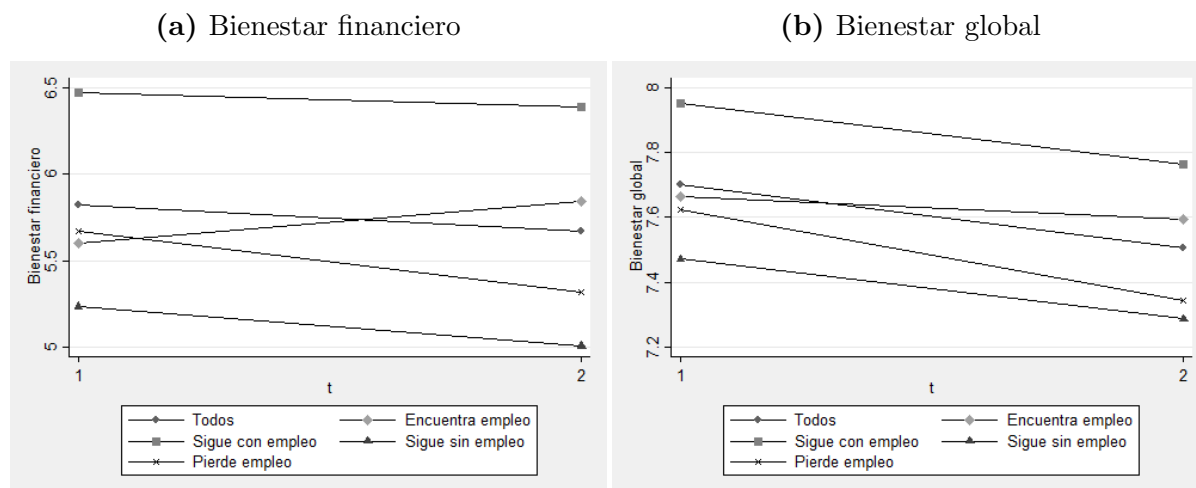 (a) Bienestar financiero
Bienestar financiero
6.5
6
5.5
5
1
2
t
Todos
Encuentra empleo
Sigue con empleo
Sigue sin empleo
Pierde empleo
(b) Bienestar global
Bienestar global
8
7.8
7.6
7.4
7.2
1
2
t
Todos
Encuentra empleo
Sigue con empleo
Sigue sin empleo
Pierde empleo